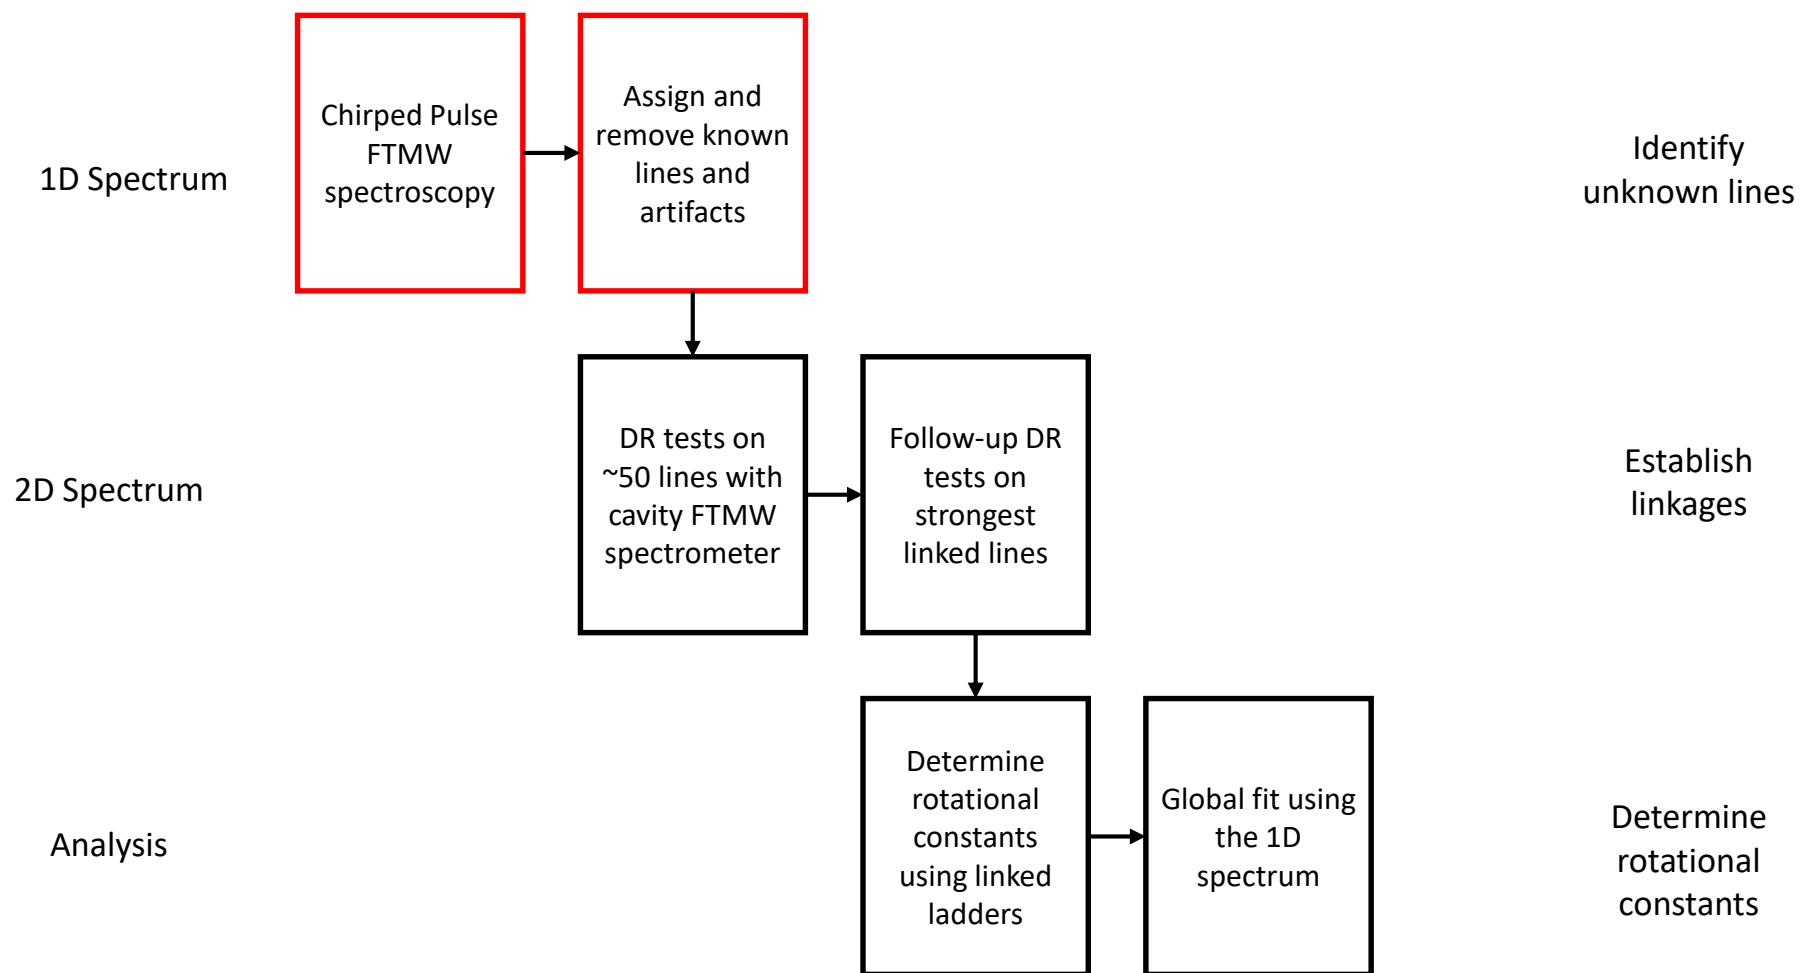 1D Spectrum
Chirped Pulse
FTMW
spectroscopy
Assign and
remove known
lines and
artifacts
Identify
unknown lines
2D Spectrum
DR tests on
~50 lines with
cavity FTMW
spectrometer
Follow-up DR
tests on
strongest
linked lines
Establish
linkages
Analysis
Determine
rotational
constants
using linked
ladders
Global fit using
the 1D
spectrum
Determine
rotational
constants